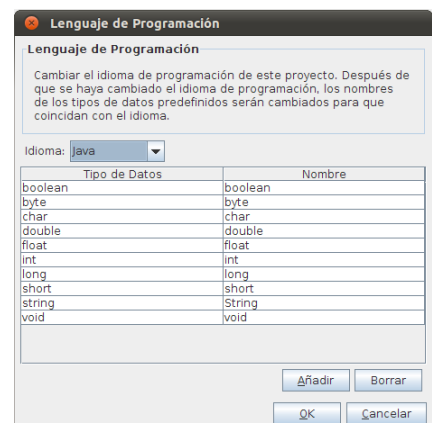 Lenguaje de Programación
Lenguaje de Programación
Cambiar el idioma de programación de este proyecto. Después de
que se haya cambiado el idioma de programación, los nombres
de los tipos de datos predefinidos serán cambiados para que
coincidan con el idioma.
Idioma: Java
Tipo de Datos Nombre
boolean boolean
byte byte
char char
double double
float float
int int
long long
short short
string String
void void
Añadir Borrar
OK Cancelar